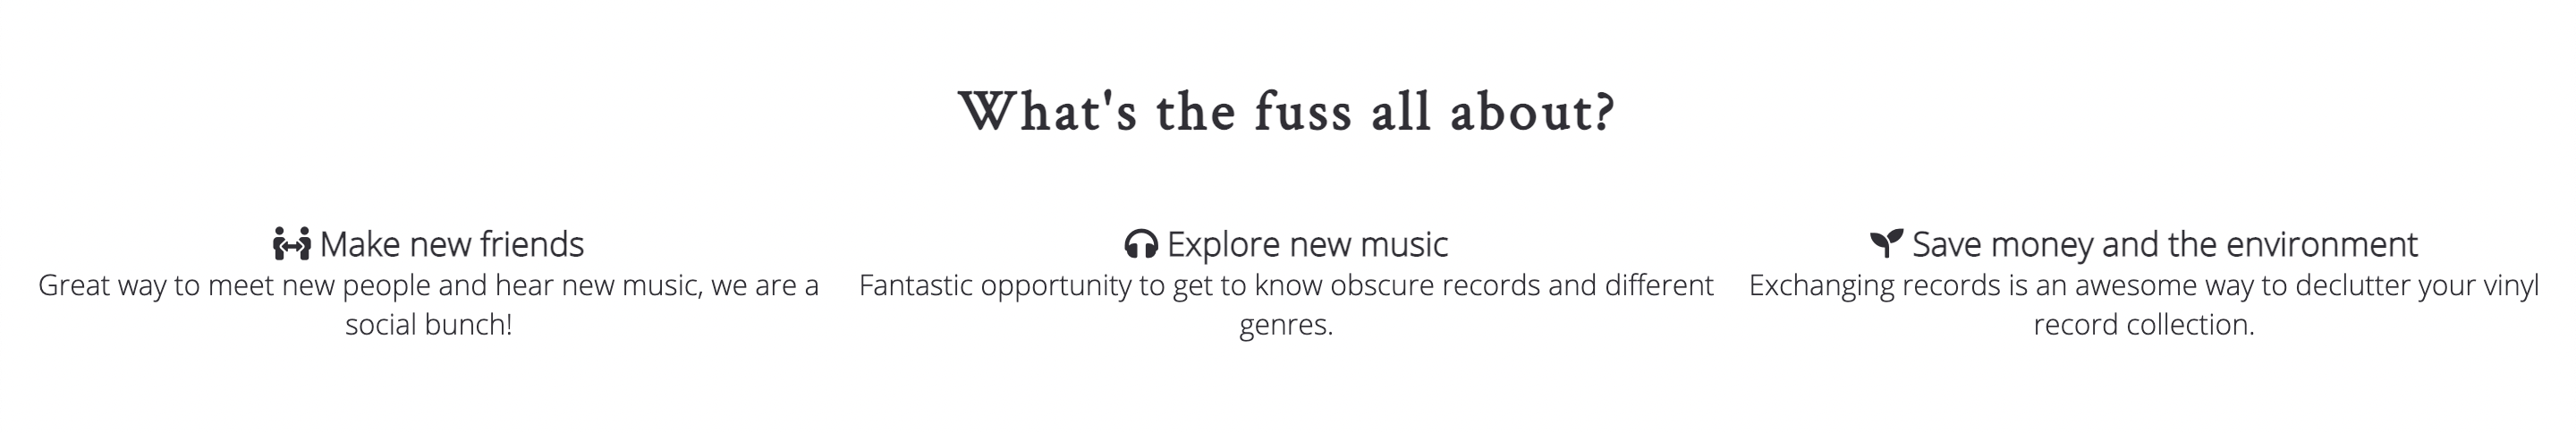 What's the fuss all about?
Make new friends
Great way to meet new people and hear new music, we are a
social bunch!
Explore new music
Fantastic opportunity to get to know obscure records and different
genres.
Save money and the environment
Exchanging records is an awesome way to declutter your vinyl
record collection.